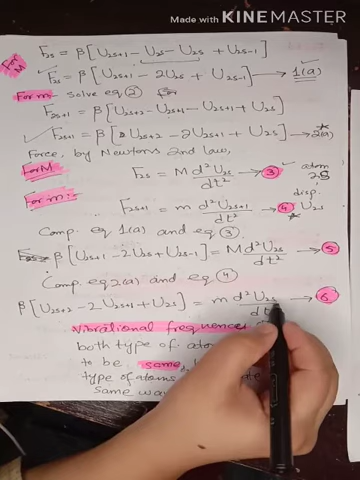 Made with KINEMASTER
For M
F2s = β[U2s+1 - U2s - U2s + U2s-1]
✓F2s = β[U2s+1 - 2U2s + U2s-1] → 1(a)
For m - solve eq ②
F2s+1 = β[U2s+2 - U2s+1 - U2s+1 + U2s]
✓F2s+1 = β[U2s+2 - 2U2s+1 + U2s] → 2(a)*
Force, by Newtons 2nd law,
For M F2s = M d²U2s/dt² → ③ ✓ atom 2s
For m:- F2s+1 = m d²U2s+1/dt² → ④ * disp. U2s
Comp. eq 1(a) and eq ③.
β[U2s+1 - 2U2s + U2s-1] = M d²U2s/dt² → ⑤
Comp eq 2(a) and eq ④
β[U2s+2 - 2U2s+1 + U2s] = m d²U2s → ⑥
Vibrational frequences
both type of ato
to be same,
type of atoms
same wa